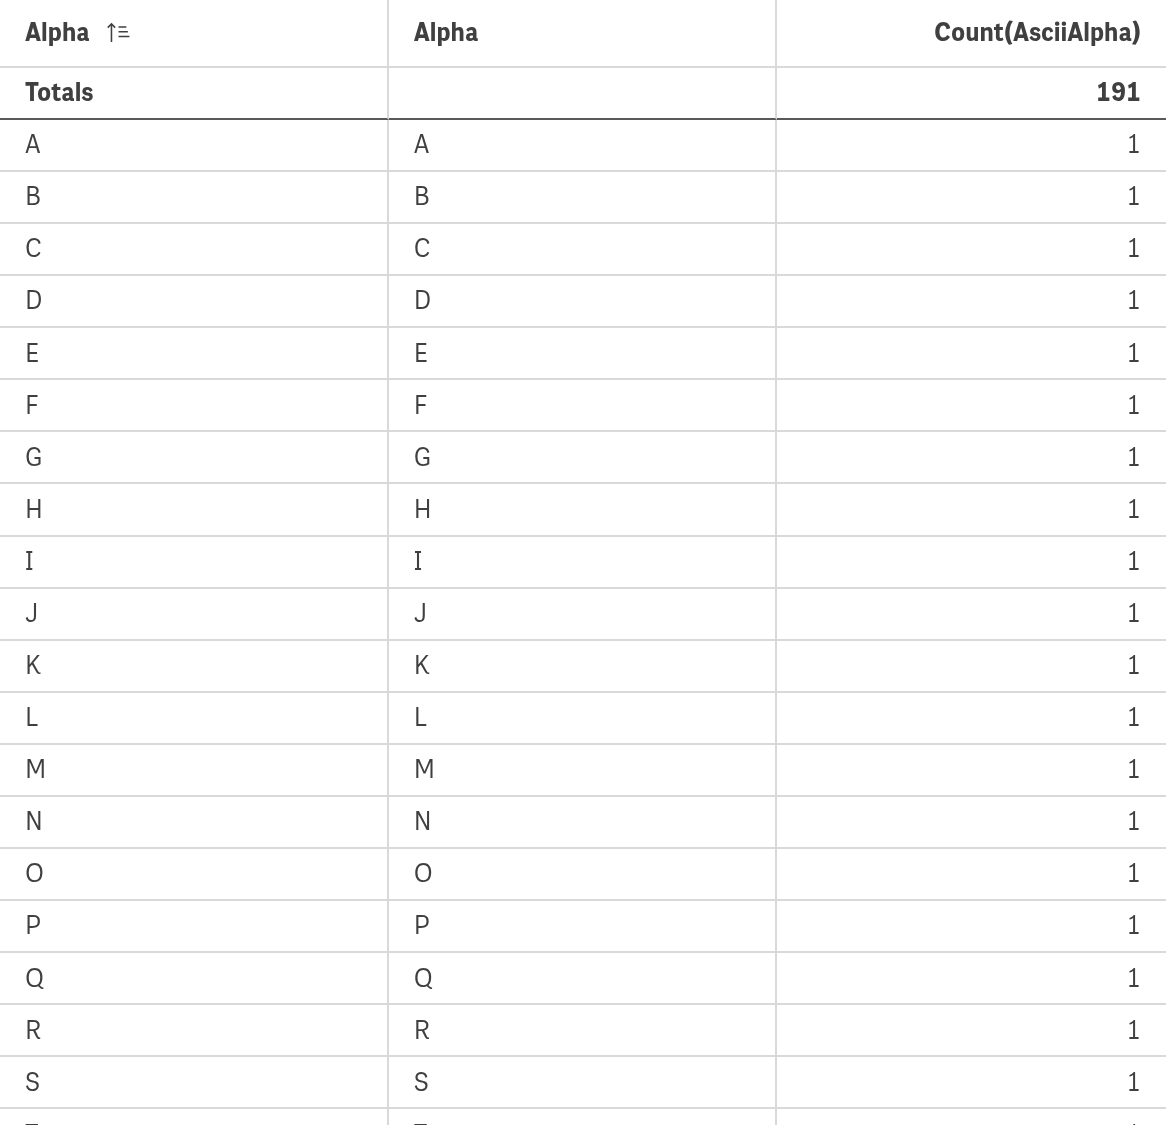 Alpha Alpha Count(AsciiAlpha)
Totals 191
A A 1
B B 1
C C 1
D D 1
E E 1
F F 1
G G 1
H H 1
I I 1
J J 1
K K 1
L L 1
M M 1
N N 1
O O 1
P P 1
Q Q 1
R R 1
S S 1